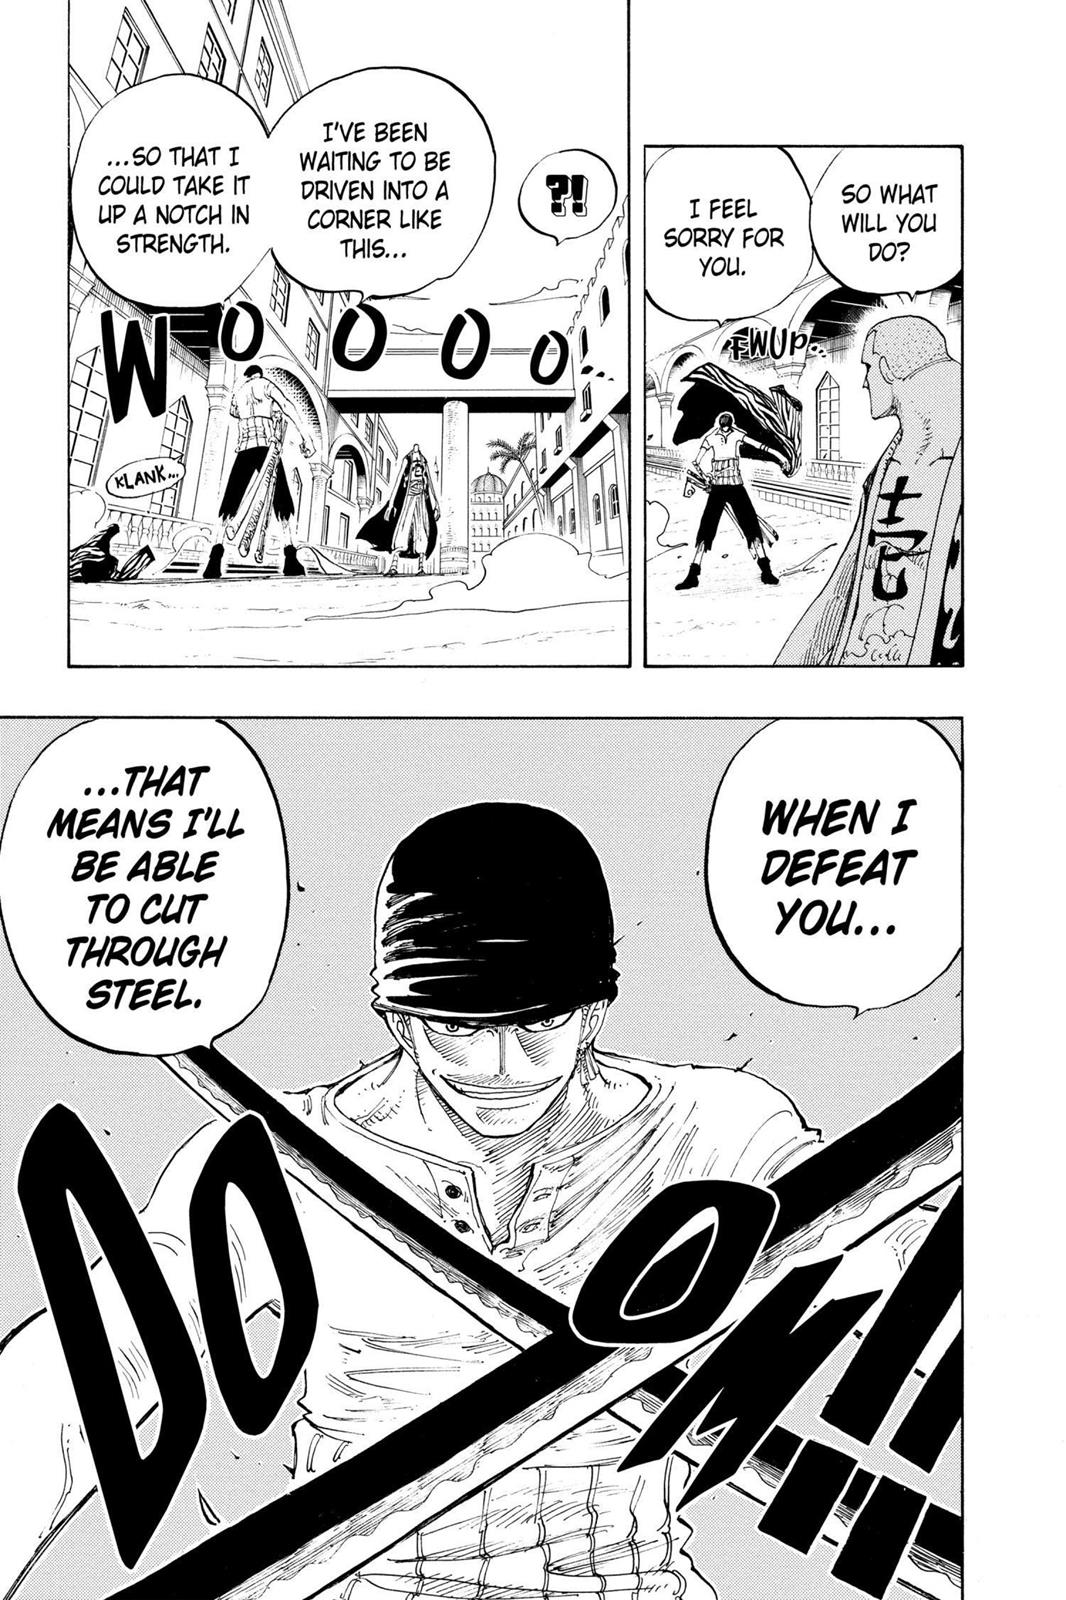 SO WHAT
WILL YOU
DO?
I FEEL
SORRY FOR
YOU.
FWUP...
壱
?!
I'VE BEEN
WAITING TO BE
DRIVEN INTO A
CORNER LIKE
THIS...
...SO THAT I
COULD TAKE IT
UP A NOTCH IN
STRENGTH.
WOOOO...
KLANK...
WHEN I
DEFEAT
YOU...
...THAT
MEANS I'LL
BE ABLE
TO CUT
THROUGH
STEEL.
DOOM!!!